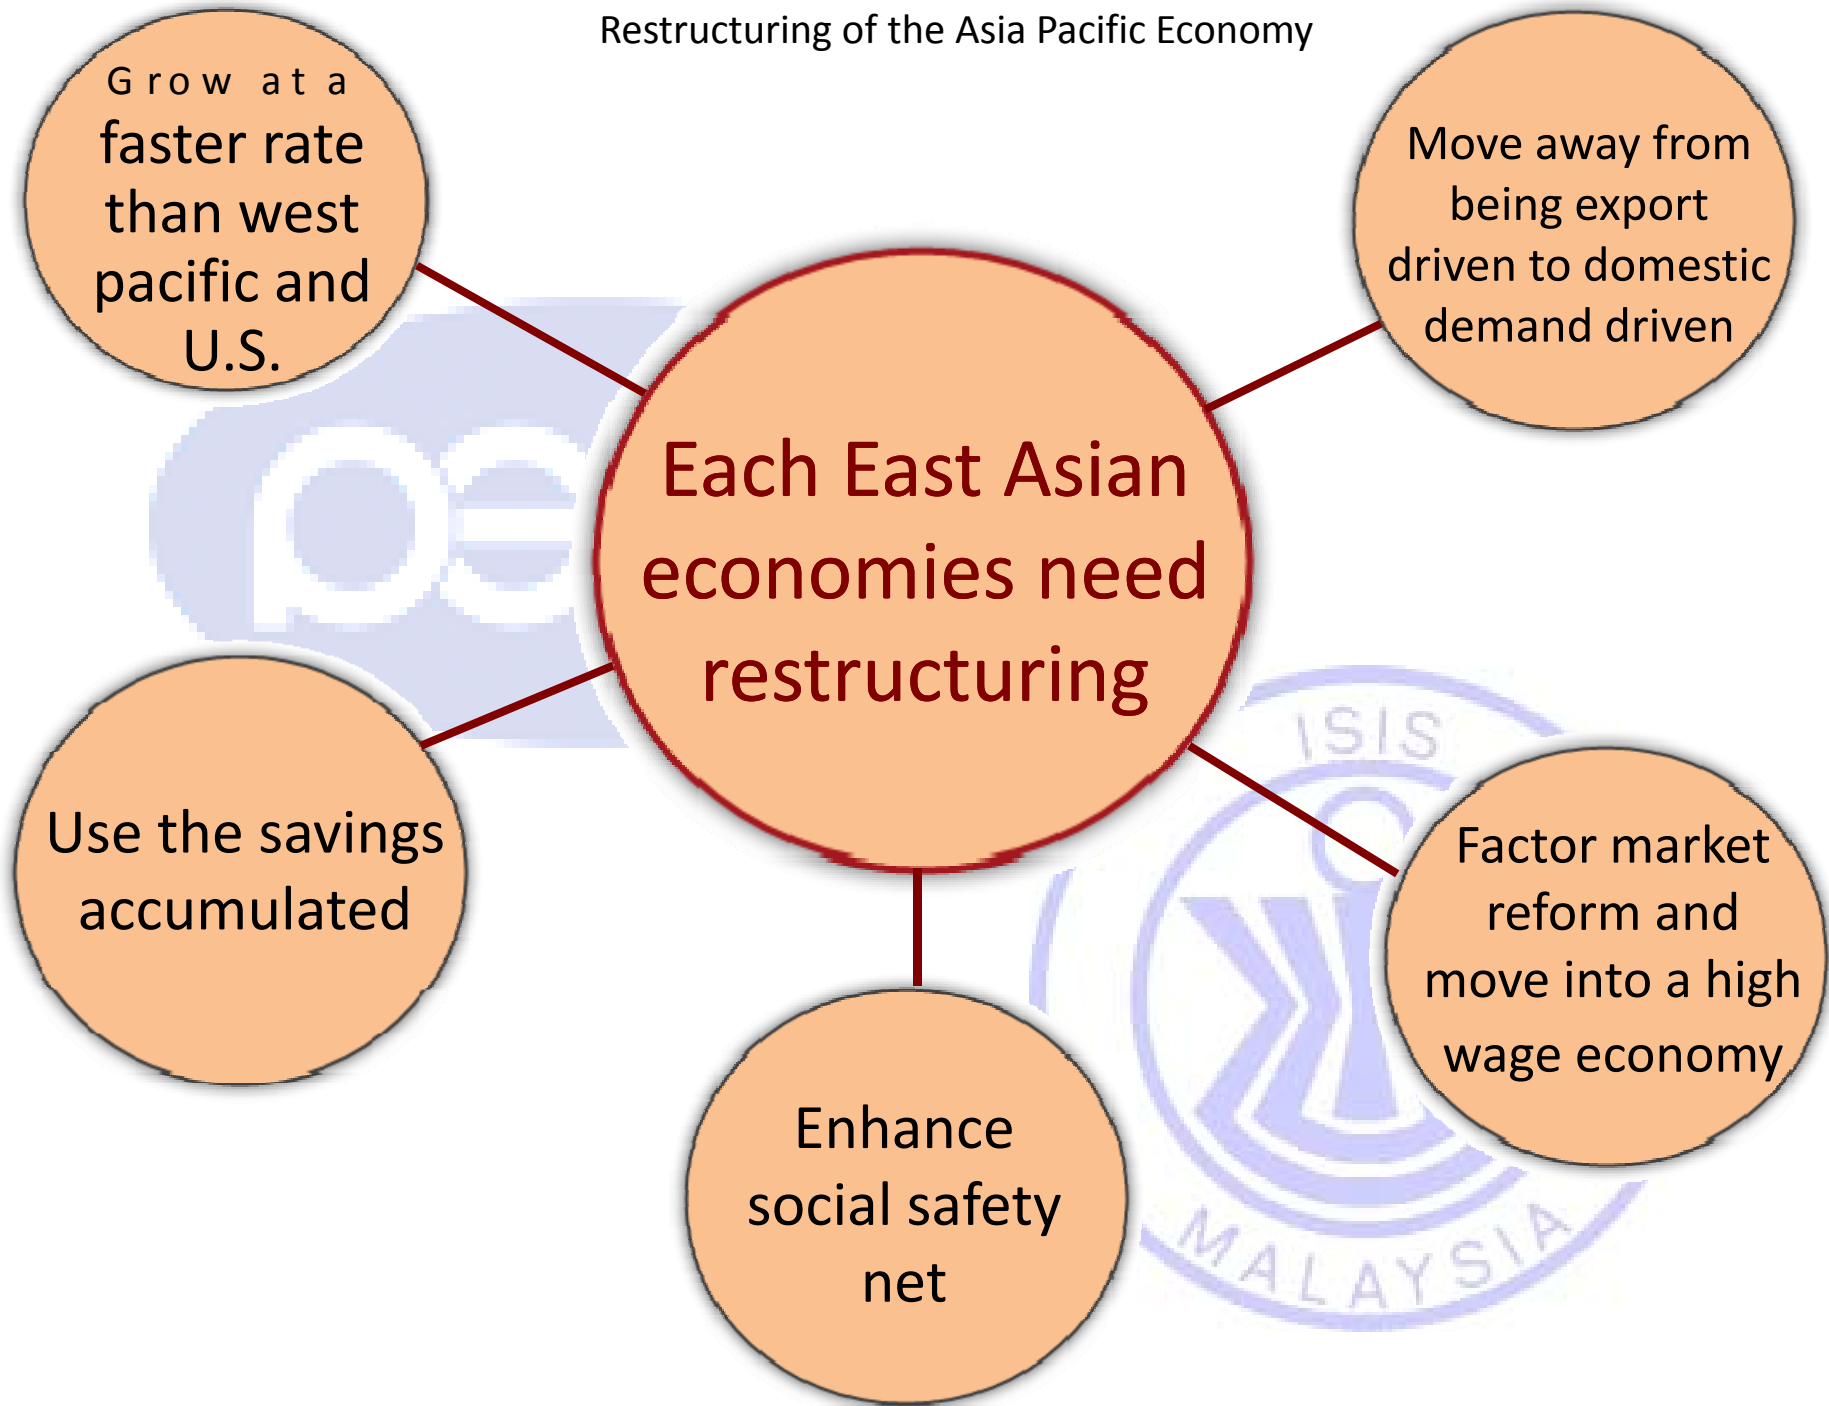 Restructuring of the Asia Pacific Economy
Grow at a
faster rate
than west
pacific and
U.S.
Move away from
being export
driven to domestic
demand driven
Each East Asian
economies need
restructuring
Use the savings
accumulated
Factor market
reform and
move into a high
wage economy
Enhance
social safety
net
ISIS
MALAYSIA